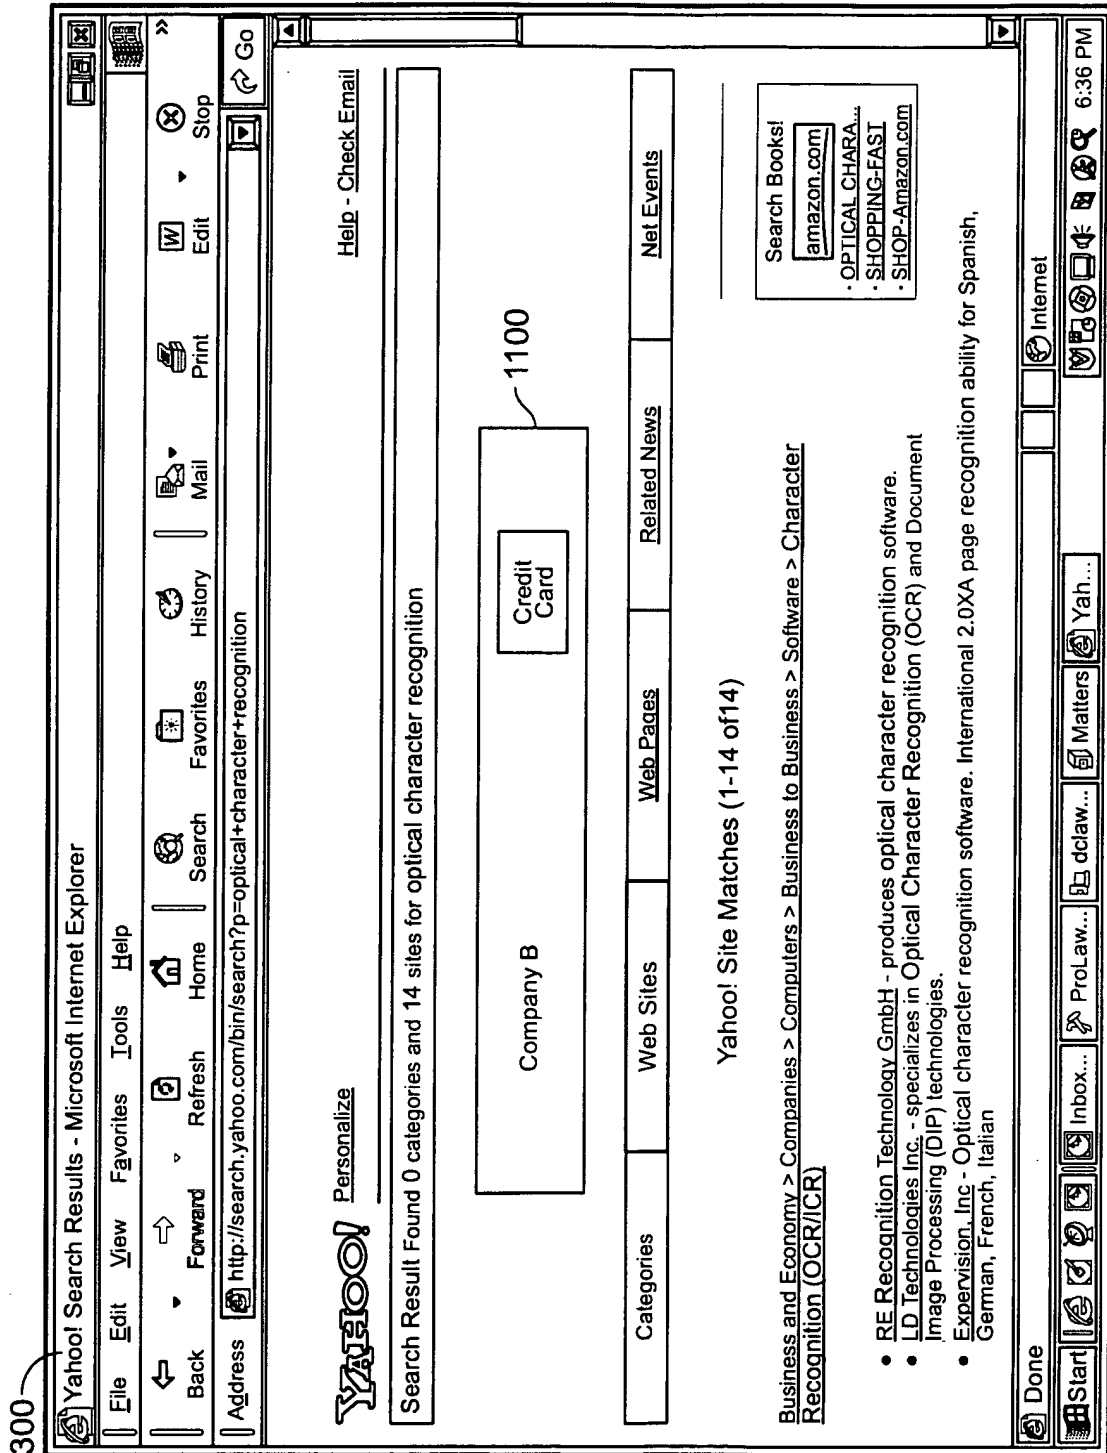 300
Yahoo! Search Results - Microsoft Internet Explorer
File Edit View Favorites Tools Help
Back Forward Refresh Home Search Favorites History Mail Print Edit Stop »
Address http://search.yahoo.com/bin/search?p=optical+character+recognition Go
YAHOO! Personalize Help - Check Email
Search Result Found 0 categories and 14 sites for optical character recognition
1100
Company B
Credit
Card
Categories Web Sites Web Pages Related News Net Events
Yahoo! Site Matches (1-14 of14)
Search Books!
amazon.com
· OPTICAL CHARA...
· SHOPPING-FAST
· SHOP-Amazon.com
Business and Economy > Companies > Computers > Business to Business > Software > Character
Recognition (OCR/ICR)
• RE Recognition Technology GmbH - produces optical character recognition software.
• LD Technologies Inc. - specializes in Optical Character Recognition (OCR) and Document
Image Processing (DIP) technologies.
• Expervision, Inc - Optical character recognition software. International 2.0XA page recognition ability for Spanish,
German, French, Italian
Done Internet
Start Inbox... ProLaw... dclaw... Matters Yah... 6:36 PM